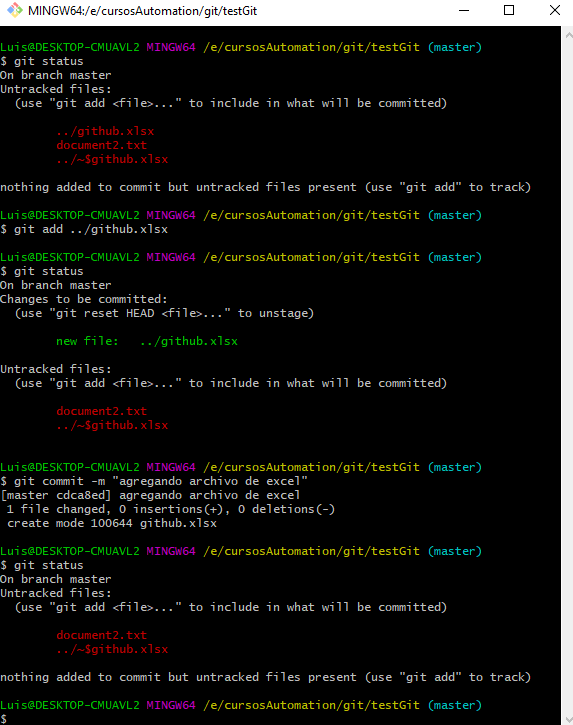 MINGW64:/e/cursosAutomation/git/testGit
Luis@DESKTOP-CMUAVL2 MINGW64 /e/cursosAutomation/git/testGit (master)
$ git status
On branch master
Untracked files:
  (use "git add <file>..." to include in what will be committed)
        ../github.xlsx
        document2.txt
        ../~$github.xlsx
nothing added to commit but untracked files present (use "git add" to track)
Luis@DESKTOP-CMUAVL2 MINGW64 /e/cursosAutomation/git/testGit (master)
$ git add ../github.xlsx
Luis@DESKTOP-CMUAVL2 MINGW64 /e/cursosAutomation/git/testGit (master)
$ git status
On branch master
Changes to be committed:
  (use "git reset HEAD <file>..." to unstage)
        new file:   ../github.xlsx
Untracked files:
  (use "git add <file>..." to include in what will be committed)
        document2.txt
        ../~$github.xlsx
Luis@DESKTOP-CMUAVL2 MINGW64 /e/cursosAutomation/git/testGit (master)
$ git commit -m "agregando archivo de excel"
[master cdca8ed] agregando archivo de excel
 1 file changed, 0 insertions(+), 0 deletions(-)
 create mode 100644 github.xlsx
Luis@DESKTOP-CMUAVL2 MINGW64 /e/cursosAutomation/git/testGit (master)
$ git status
On branch master
Untracked files:
  (use "git add <file>..." to include in what will be committed)
        document2.txt
        ../~$github.xlsx
nothing added to commit but untracked files present (use "git add" to track)
Luis@DESKTOP-CMUAVL2 MINGW64 /e/cursosAutomation/git/testGit (master)
$